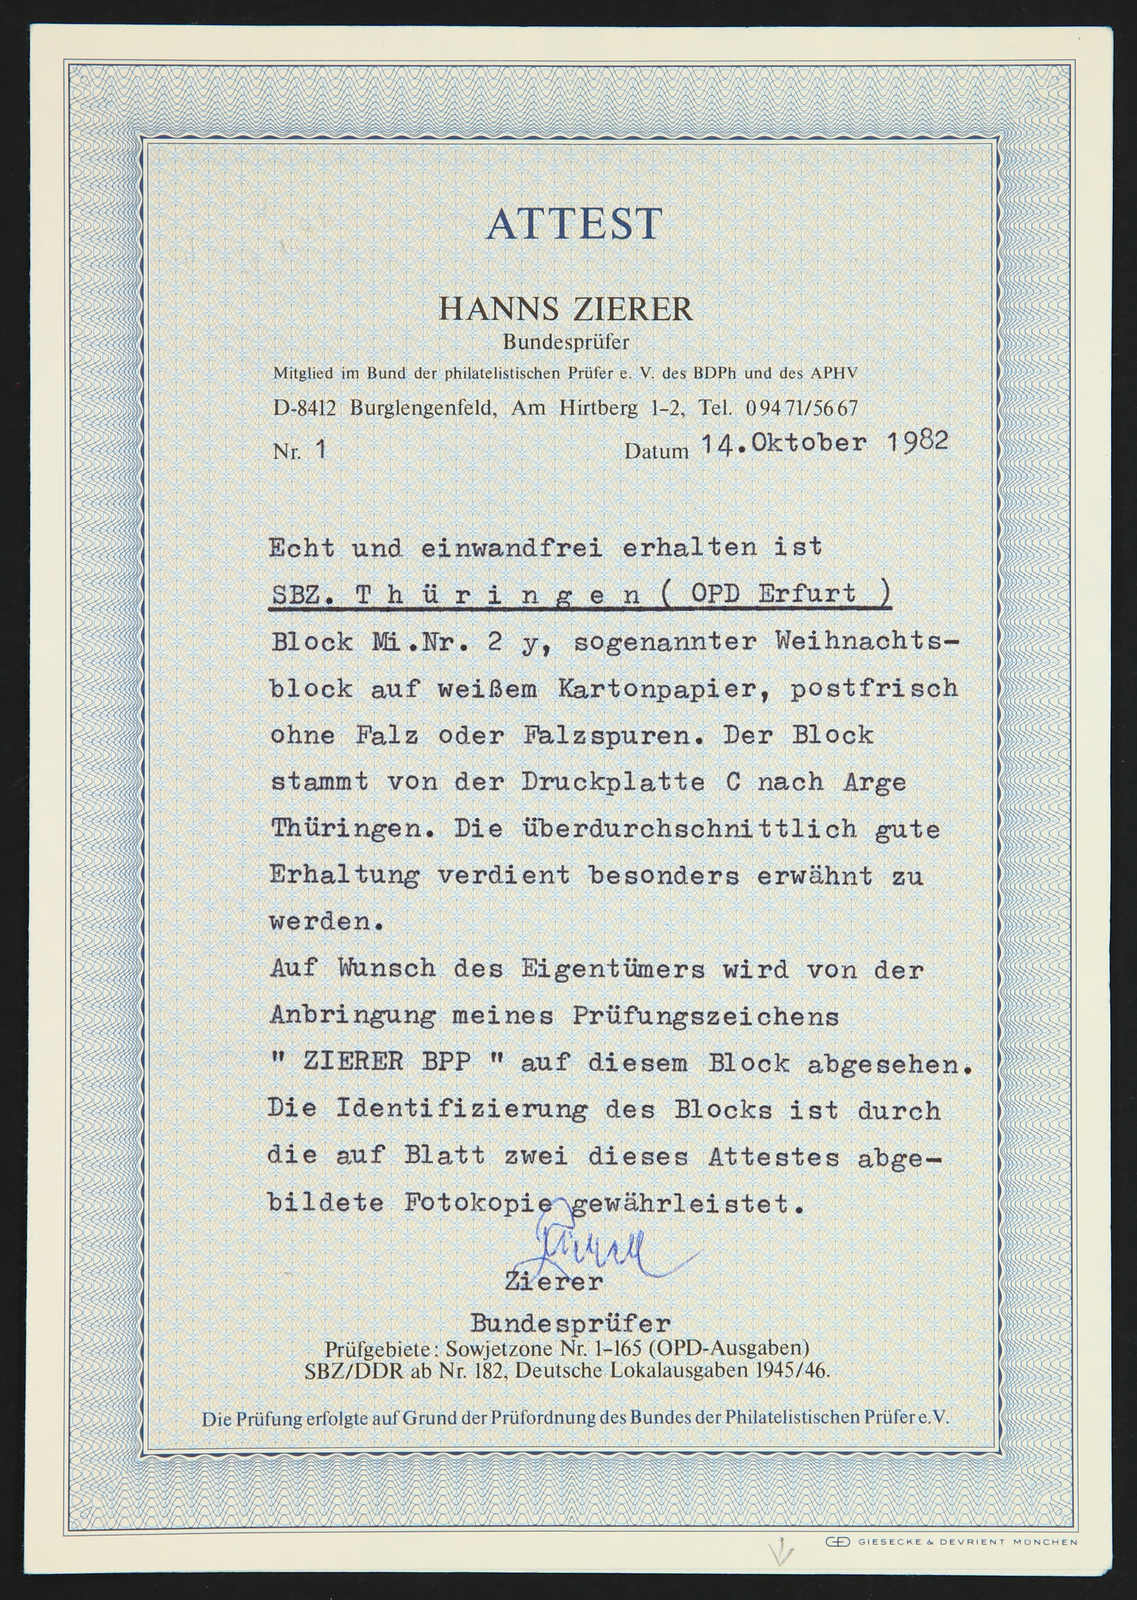 ATTEST
HANNS ZIERER
Bundesprüfer
Mitglied im Bund der philatelistischen Prüfer e. V. des BDPh und des APHV
D-8412 Burglengenfeld, Am Hirtberg 1-2, Tel. 09471/5667
Nr. 1 Datum 14.Oktober 1982
Echt und einwandfrei erhalten ist
SBZ. T h ü r i n g e n ( OPD Erfurt )
Block Mi.Nr. 2 y, sogenannter Weihnachts-
block auf weißem Kartonpapier, postfrisch
ohne Falz oder Falzspuren. Der Block
stammt von der Druckplatte C nach Arge
Thüringen. Die überdurchschnittlich gute
Erhaltung verdient besonders erwähnt zu
werden.
Auf Wunsch des Eigentümers wird von der
Anbringung meines Prüfungszeichens
" ZIERER BPP " auf diesem Block abgesehen.
Die Identifizierung des Blocks ist durch
die auf Blatt zwei dieses Attestes abge-
bildete Fotokopie gewährleistet.
Zierer
Zierer
Bundesprüfer
Prüfgebiete: Sowjetzone Nr. 1-165 (OPD-Ausgaben)
SBZ/DDR ab Nr. 182, Deutsche Lokalausgaben 1945/46.
Die Prüfung erfolgte auf Grund der Prüfordnung des Bundes der Philatelistischen Prüfer e.V.
GIESECKE & DEVRIENT MÜNCHEN